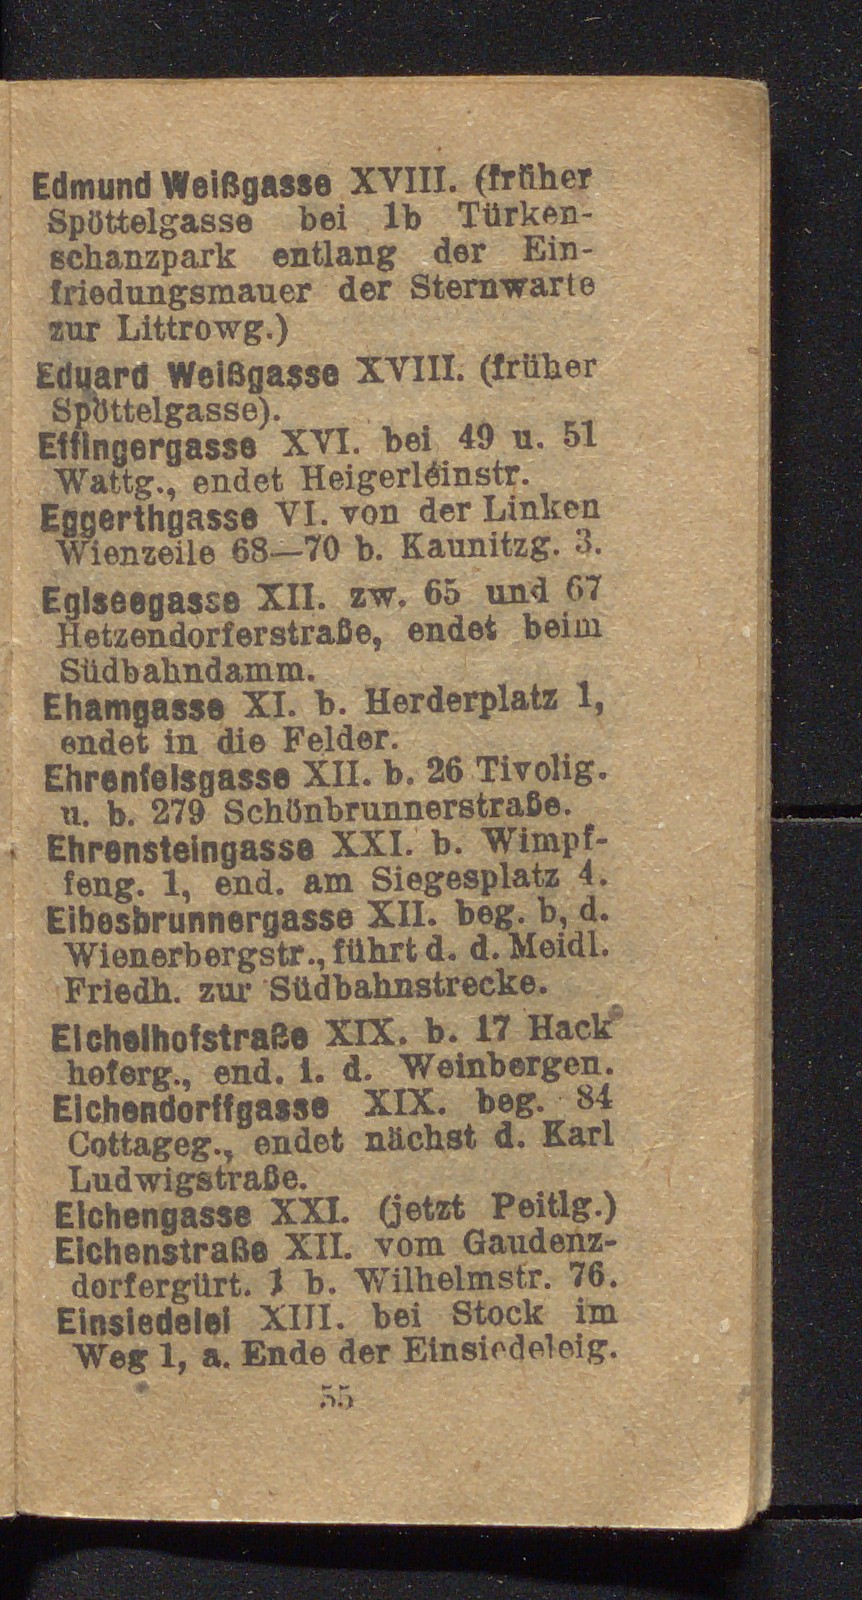 Edmund Weißgasse XVIII. (früher
Spöttelgasse bei 1b Türken-
schanzpark entlang der Ein-
friedungsmauer der Sternwarte
zur Littrowg.)
Eduard Weißgasse XVIII. (früher
Spöttelgasse).
Effingergasse XVI. bei 49 u. 51
Wattg., endet Heigerleinstr.
Eggerthgasse VI. von der Linken
Wienzeile 68—70 b. Kaunitzg. 3.
Eglseegasse XII. zw. 65 und 67
Hetzendorferstraße, endet beim
Südbahndamm.
Ehamgasse XI. b. Herderplatz 1,
endet in die Felder.
Ehrenfelsgasse XII. b. 26 Tivolig.
u. b. 279 Schönbrunnerstraße.
Ehrensteingasse XXI. b. Wimpf-
feng. 1, end. am Siegesplatz 4.
Eibesbrunnergasse XII. beg. b, d.
Wienerbergstr., führt d. d. Meidl.
Friedh. zur Südbahnstrecke.
Eichelhofstraße XIX. b. 17 Hack
hoferg., end. i. d. Weinbergen.
Eichendorffgasse XIX. beg. 84
Cottageg., endet nächst d. Karl
Ludwigstraße.
Eichengasse XXI. (jetzt Peitlg.)
Eichenstraße XII. vom Gaudenz-
dorfergürt. 1 b. Wilhelmstr. 76.
Einsiedelei XIII. bei Stock im
Weg 1, a. Ende der Einsiedeleig.
55